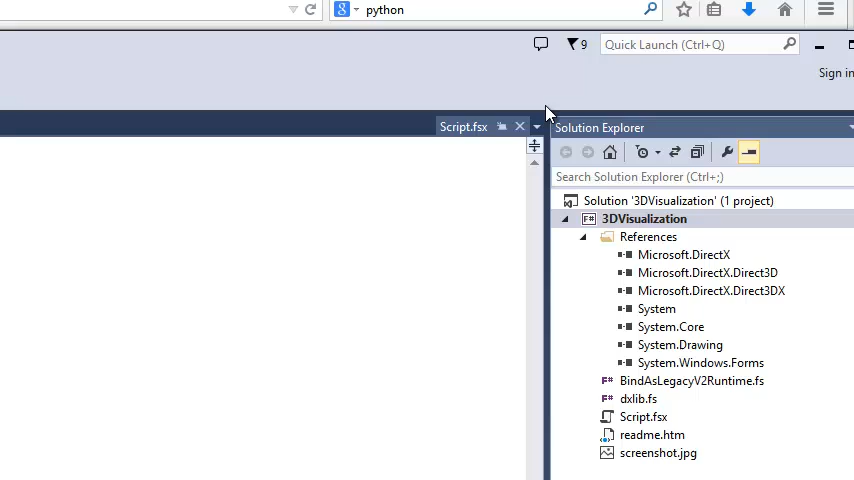 python
9
Quick Launch (Ctrl+Q)
Sign in
Script.fsx
Solution Explorer
Search Solution Explorer (Ctrl+;)
Solution '3DVisualization' (1 project)
F# 3DVisualization
References
Microsoft.DirectX
Microsoft.DirectX.Direct3D
Microsoft.DirectX.Direct3DX
System
System.Core
System.Drawing
System.Windows.Forms
F# BindAsLegacyV2Runtime.fs
F# dxlib.fs
Script.fsx
readme.htm
screenshot.jpg